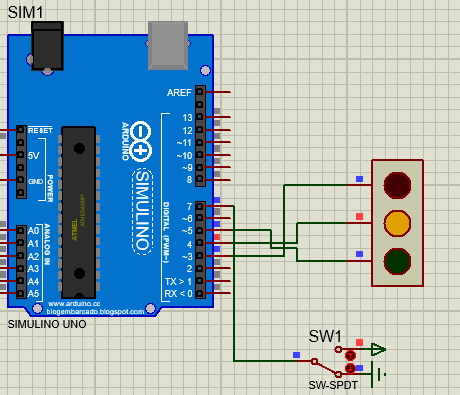 SIM1
AREF
13
12
~11
~10
~9
8
7
~6
~5
4
~3
2
TX > 1
RX < 0
RESET
5V
GND
POWER
A0
A1
A2
A3
A4
A5
ANALOG IN
ATMEL
ARDUINO
SIMULINO
DIGITAL (PWM~)
www.arduino.cc
blogembarcado.blogspot.com
SIMULINO UNO
SW1
SW-SPDT